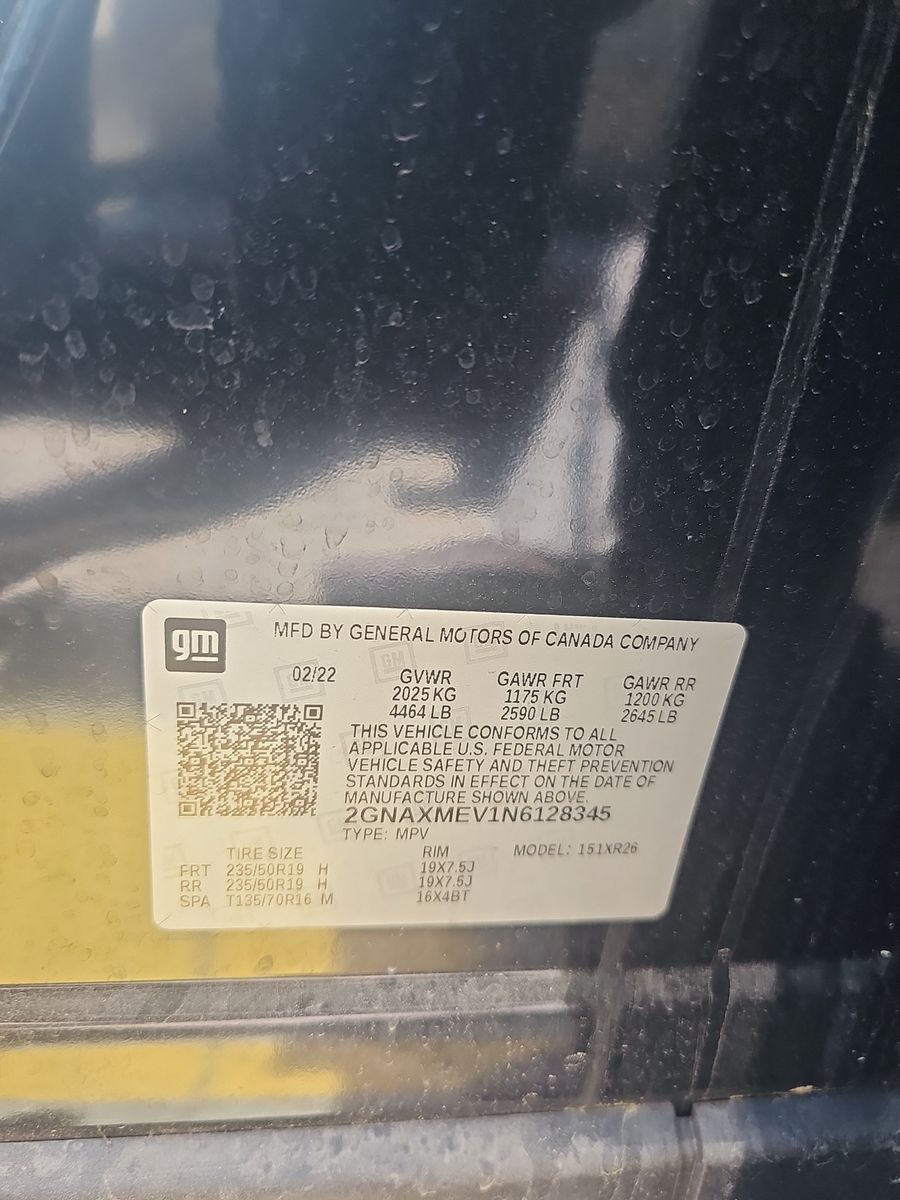 gm
MFD BY GENERAL MOTORS OF CANADA COMPANY
02/22 GVWR GAWR FRT GAWR RR
2025 KG 1175 KG 1200 KG
4464 LB 2590 LB 2645 LB
THIS VEHICLE CONFORMS TO ALL
APPLICABLE U.S. FEDERAL MOTOR
VEHICLE SAFETY AND THEFT PREVENTION
STANDARDS IN EFFECT ON THE DATE OF
MANUFACTURE SHOWN ABOVE.
2GNAXMEV1N6128345
TYPE: MPV
TIRE SIZE RIM MODEL: 151XR26
FRT 235/50R19 H 19X7.5J
RR 235/50R19 H 19X7.5J
SPA T135/70R16 M 16X4BT